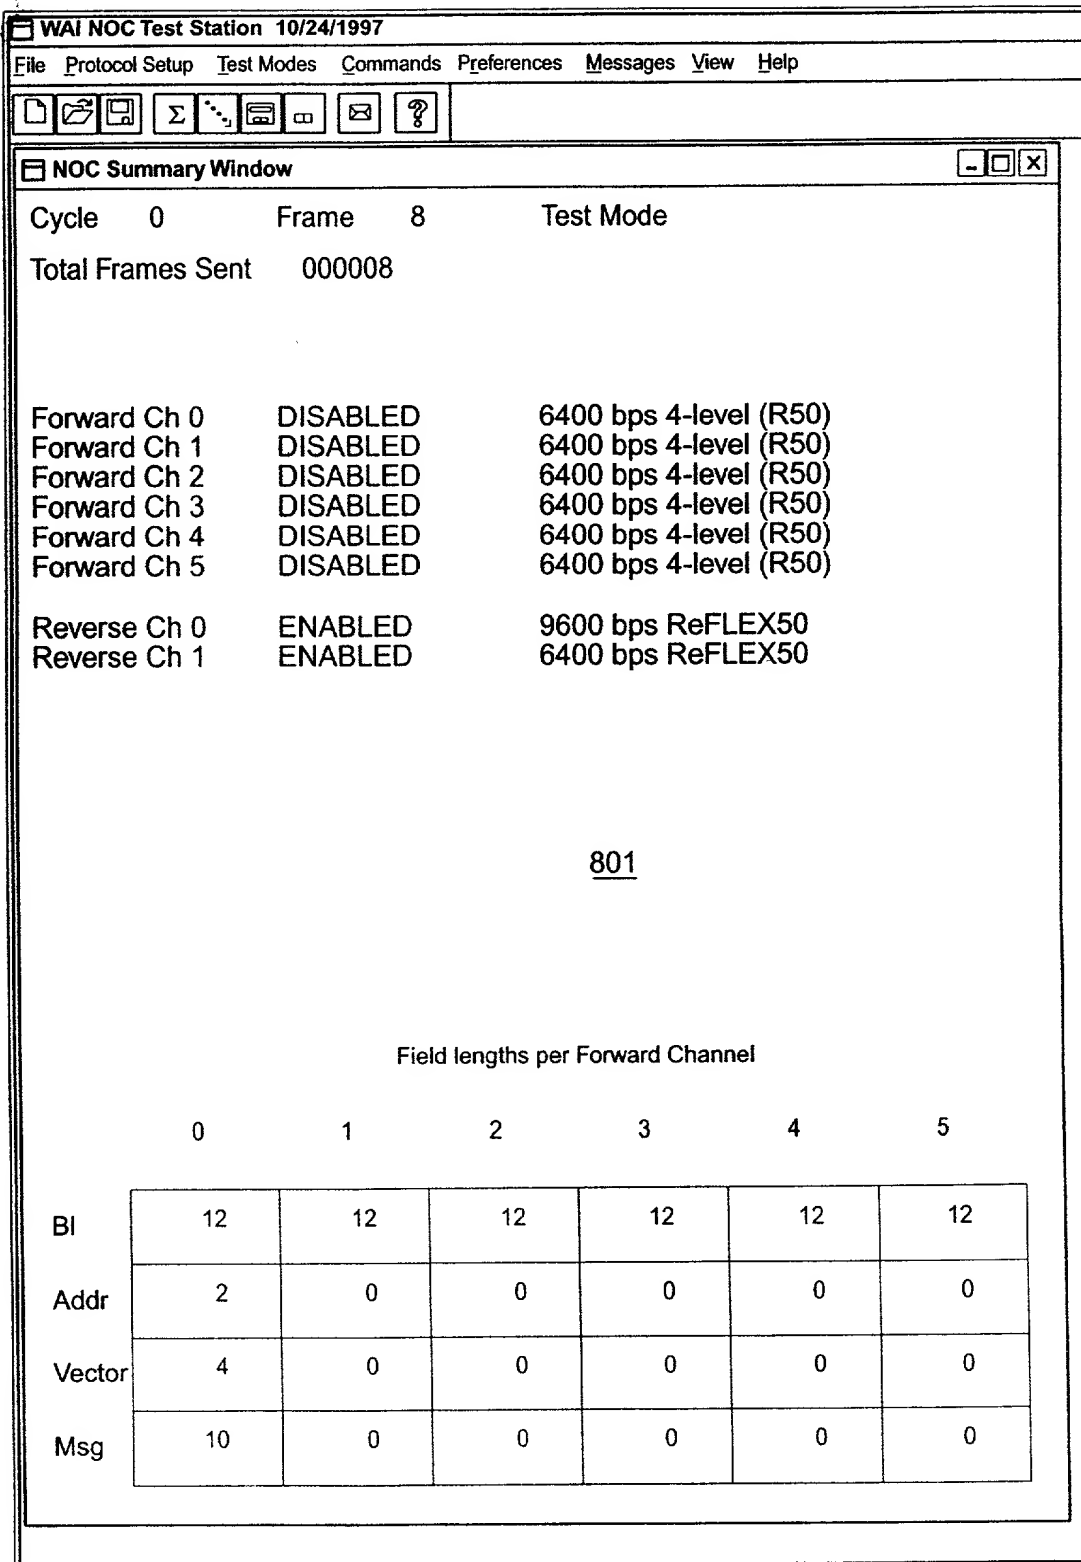 WAI NOC Test Station 10/24/1997
File Protocol Setup Test Modes Commands Preferences Messages View Help
Σ ?
NOC Summary Window
Cycle 0 Frame 8 Test Mode
Total Frames Sent 000008
Forward Ch 0 DISABLED 6400 bps 4-level (R50)
Forward Ch 1 DISABLED 6400 bps 4-level (R50)
Forward Ch 2 DISABLED 6400 bps 4-level (R50)
Forward Ch 3 DISABLED 6400 bps 4-level (R50)
Forward Ch 4 DISABLED 6400 bps 4-level (R50)
Forward Ch 5 DISABLED 6400 bps 4-level (R50)
Reverse Ch 0 ENABLED 9600 bps ReFLEX50
Reverse Ch 1 ENABLED 6400 bps ReFLEX50
801
Field lengths per Forward Channel
0 1 2 3 4 5
BI 12 12 12 12 12 12
Addr 2 0 0 0 0 0
Vector 4 0 0 0 0 0
Msg 10 0 0 0 0 0